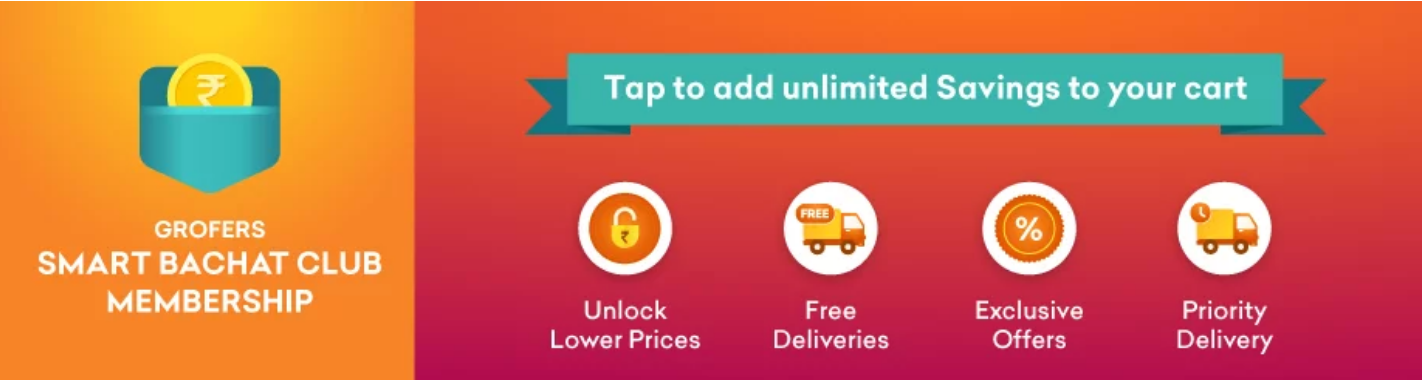 GROFERS
SMART BACHAT CLUB
MEMBERSHIP
Tap to add unlimited Savings to your cart
₹
₹
FREE
%
Unlock
Lower Prices
Free
Deliveries
Exclusive
Offers
Priority
Delivery